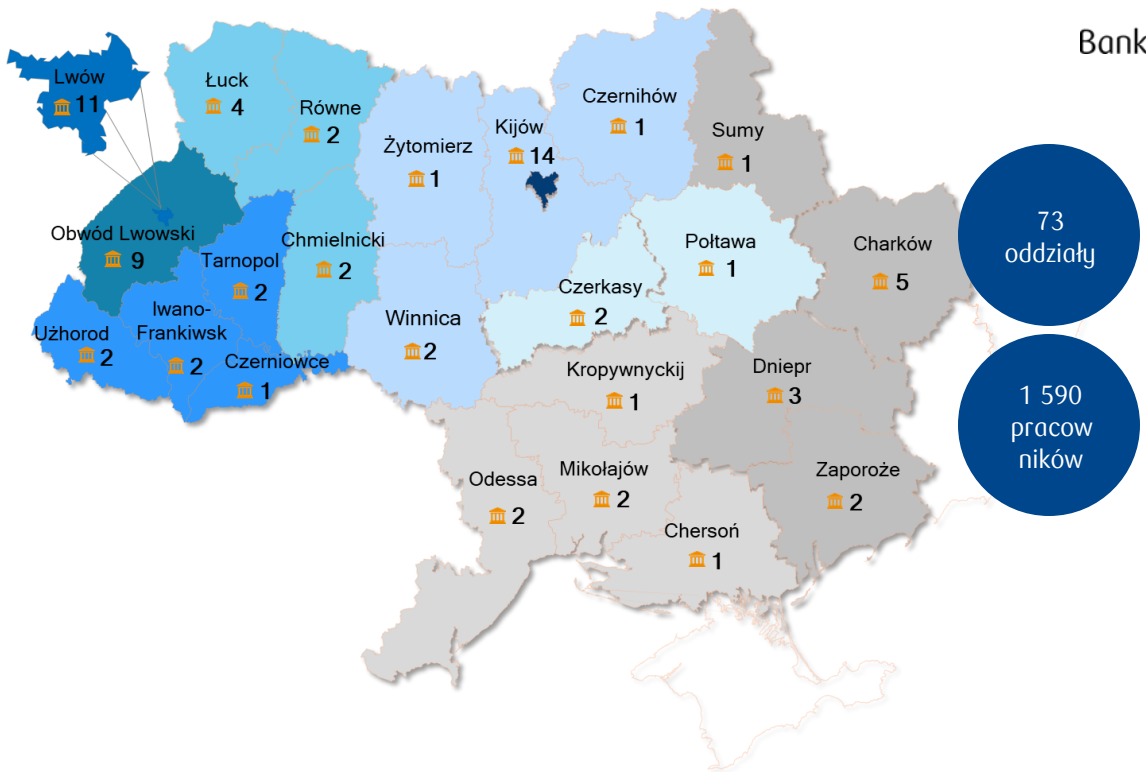 Bank
Lwów
11
Łuck
4
Równe
2
Żytomierz
1
Kijów
14
Czernihów
1
Sumy
1
Obwód Lwowski
9
Tarnopol
2
Chmielnicki
2
Połtawa
1
Charków
5
Czerkasy
2
Winnica
2
Użhorod
2
Iwano-
Frankiwsk
2
Czerniowce
1
Kropywnyckij
1
Dniepr
3
Odessa
2
Mikołajów
2
Zaporoże
2
Chersoń
1
73
oddziały
1 590
pracow
ników